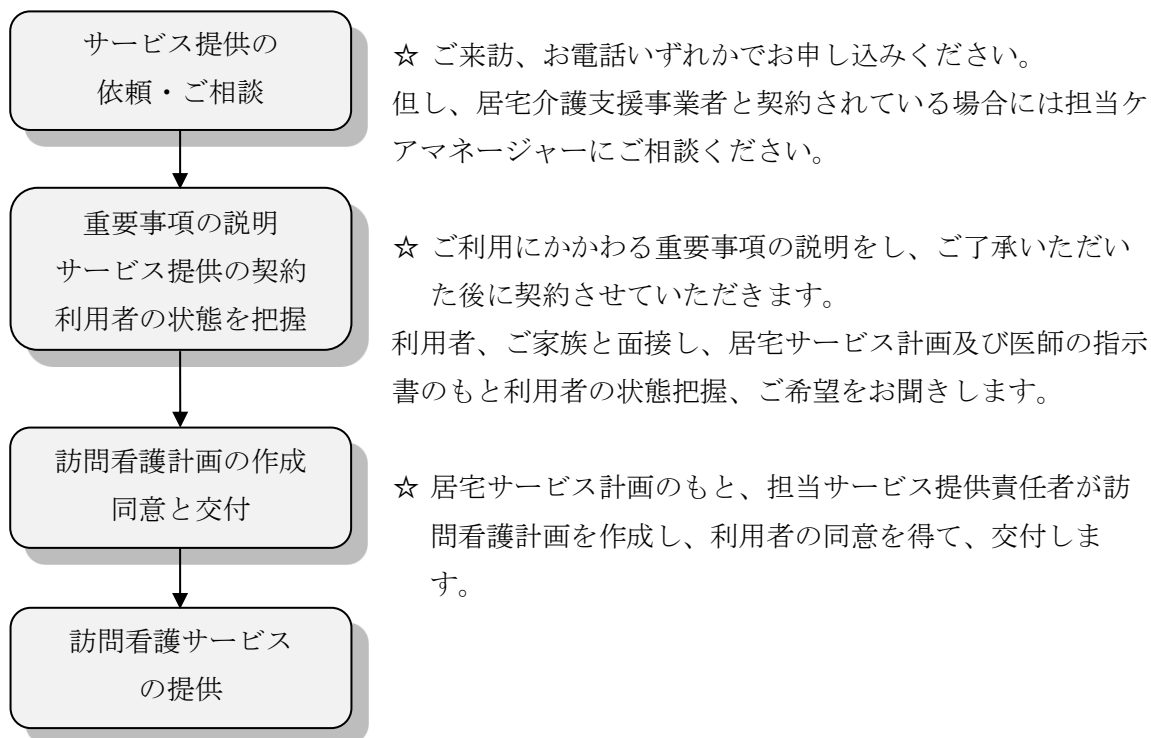 サービス提供の
依頼・ご相談
☆ ご来訪、お電話いずれかでお申し込みください。
但し、居宅介護支援事業者と契約されている場合には担当ケ
アマネージャーにご相談ください。
重要事項の説明
サービス提供の契約
利用者の状態を把握
☆ ご利用にかかわる重要事項の説明をし、ご了承いただい
た後に契約させていただきます。
利用者、ご家族と面接し、居宅サービス計画及び医師の指示
書のもと利用者の状態把握、ご希望をお聞きします。
訪問看護計画の作成
同意と交付
☆ 居宅サービス計画のもと、担当サービス提供責任者が訪
問看護計画を作成し、利用者の同意を得て、交付しま
す。
訪問看護サービス
の提供